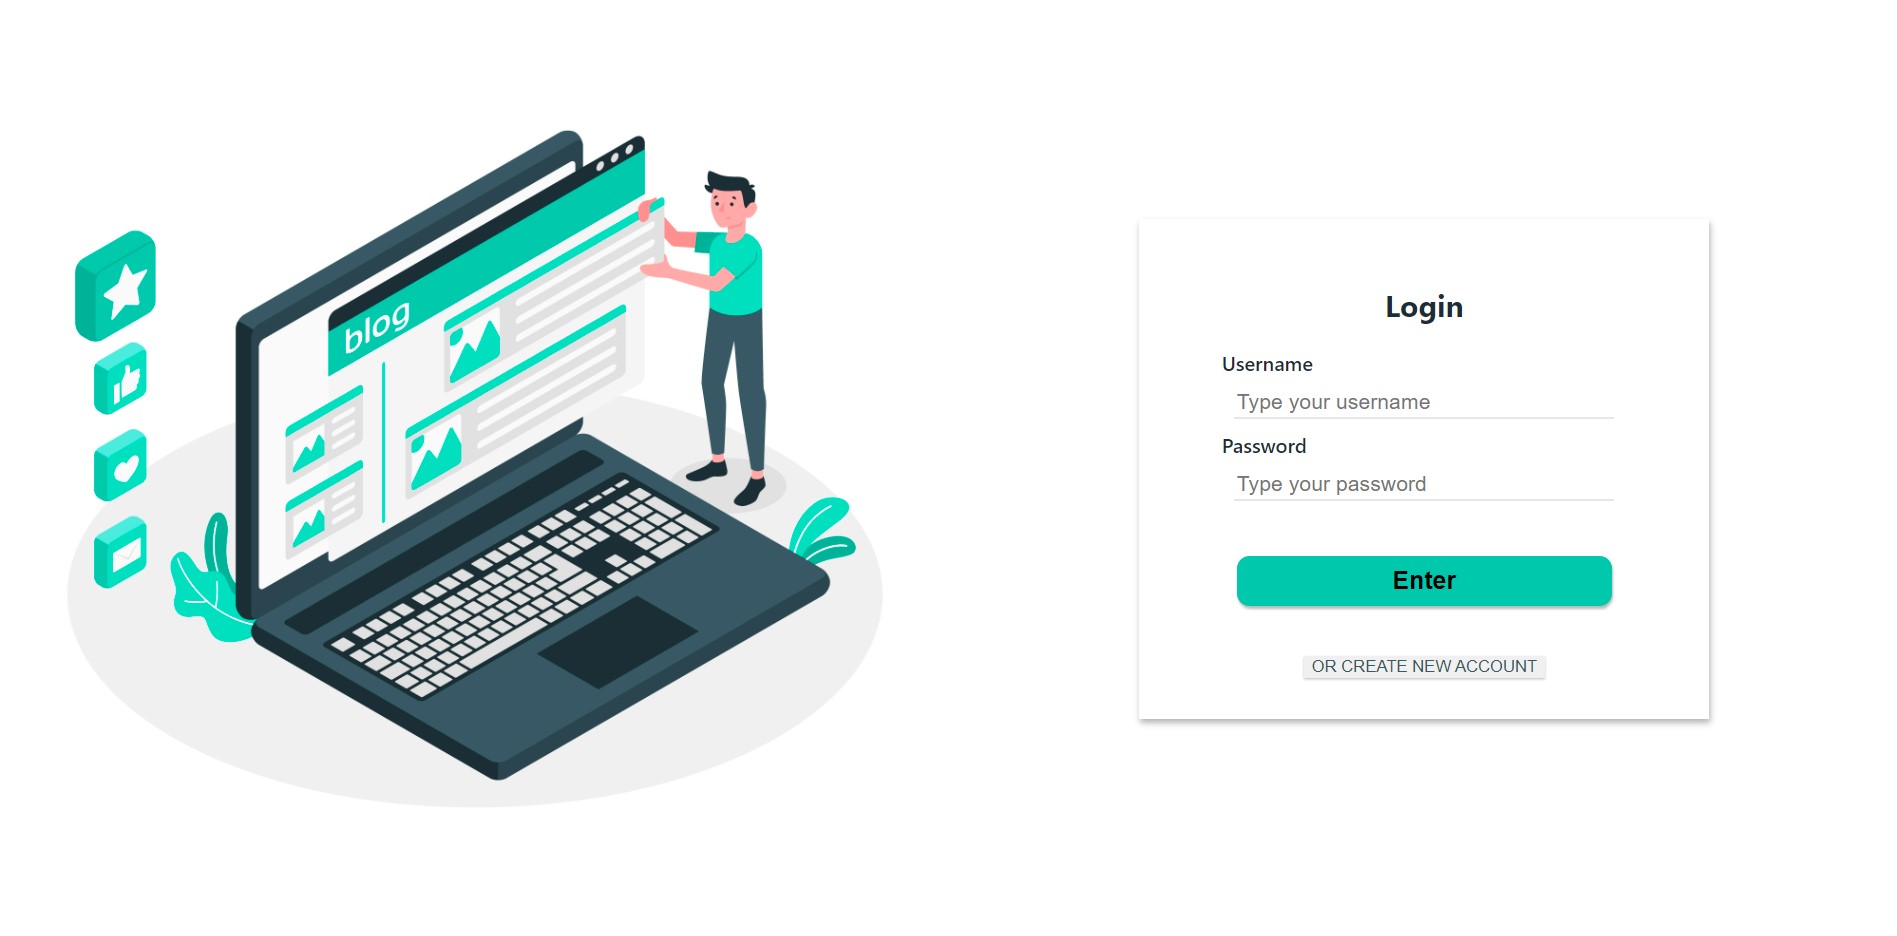 blog
Login
Username
Type your username
Password
Type your password
Enter
OR CREATE NEW ACCOUNT